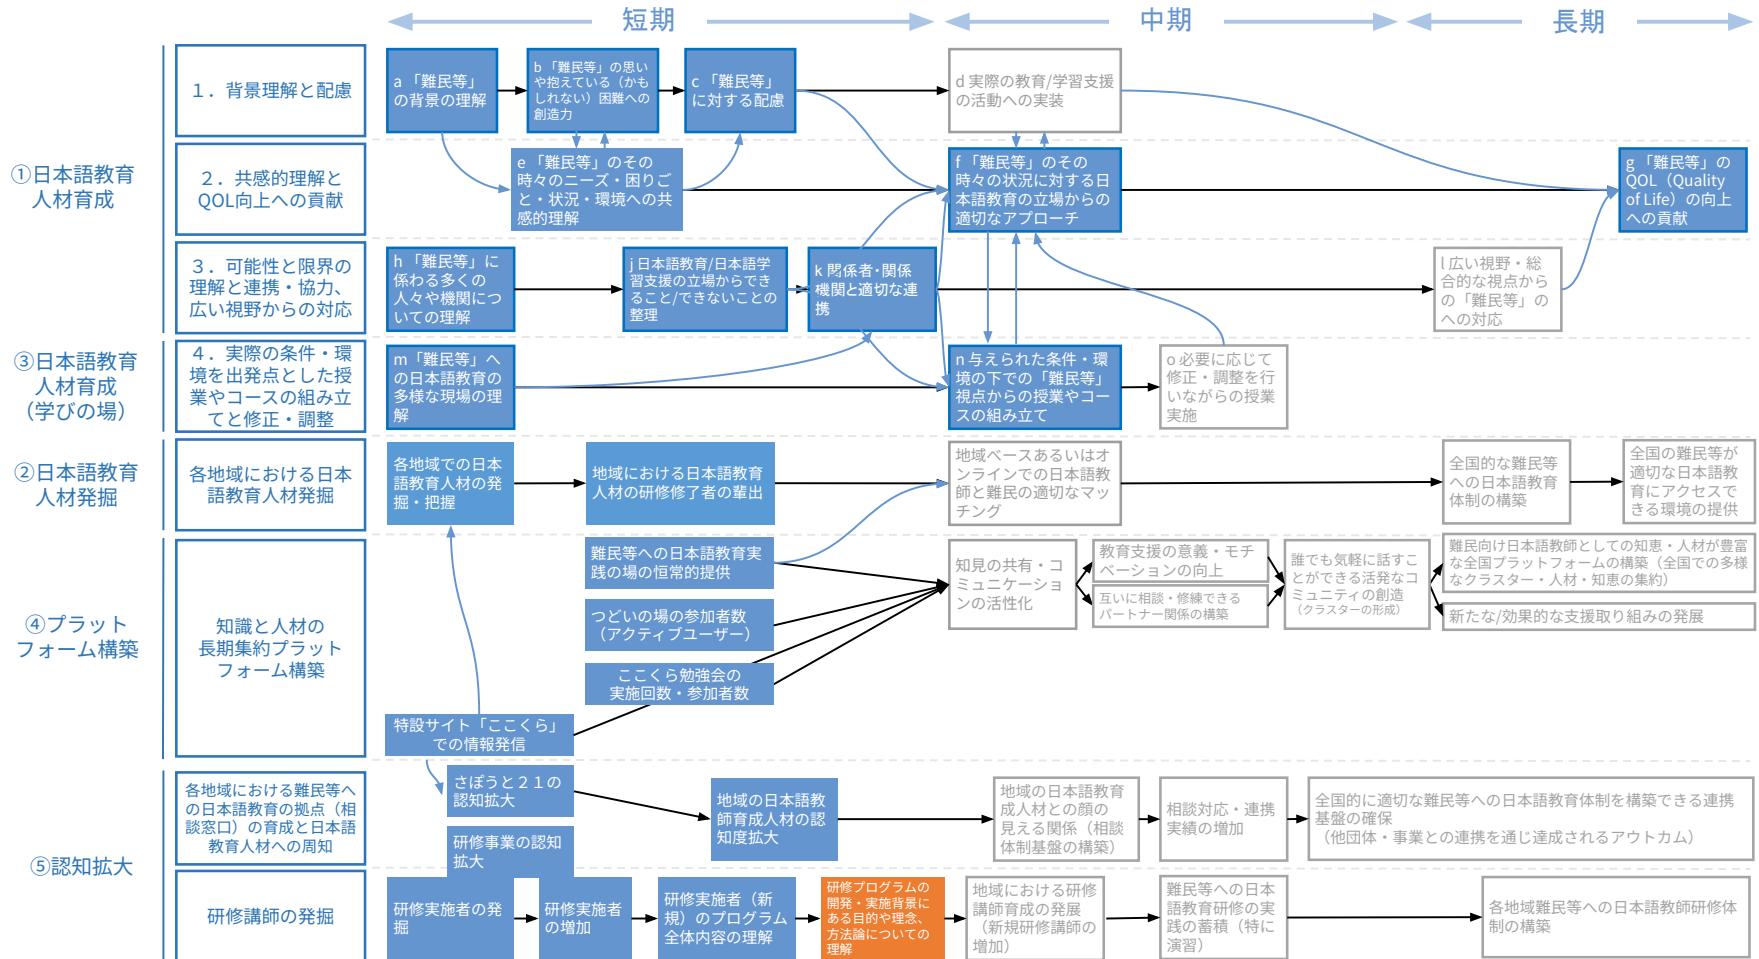 短期
中期
長期
①日本語教育
人材育成
１．背景理解と配慮
a 「難民等」
の背景の理解
b 「難民等」の思い
や抱えている（かも
しれない）困難への
創造力
c 「難民等」
に対する配慮
d 実際の教育/学習支援
の活動への実装
２．共感的理解と
QOL向上への貢献
e 「難民等」のその
時々のニーズ・困りご
と・状況・環境への共
感的理解
f 「難民等」のその
時々の状況に対する日
本語教育の立場からの
適切なアプローチ
g 「難民等」の
QOL（Quality
of Life）の向上
への貢献
３．可能性と限界の
理解と連携・協力、
広い視野からの対応
h 「難民等」に
係わる多くの
人々や機関につ
いての理解
j 日本語教育/日本語学
習支援の立場からでき
ること/できないことの
整理
k 関係者･関係
機関と適切な連
携
l 広い視野・総
合的な視点から
の「難民等」の
への対応
③日本語教育
人材育成
（学びの場）
４．実際の条件・環
境を出発点とした授
業やコースの組み立
てと修正・調整
m「難民等」へ
の日本語教育の
多様な現場の理
解
n 与えられた条件・環
境の下での「難民等」
視点からの授業やコー
スの組み立て
o 必要に応じて
修正・調整を行
いながらの授業
実施
②日本語教育
人材発掘
各地域における日本
語教育人材発掘
各地域での日本
語教育人材の発
掘・把握
地域における日本語教育
人材の研修修了者の輩出
地域ベースあるいはオ
ンラインでの日本語教
師と難民の適切なマッ
チング
全国的な難民等
への日本語教育
体制の構築
全国の難民等が
適切な日本語教
育にアクセスで
きる環境の提供
④プラット
フォーム構築
知識と人材の
長期集約プラット
フォーム構築
難民等への日本語教育実
践の場の恒常的提供
つどいの場の参加者数
（アクティブユーザー）
ここくら勉強会の
実施回数・参加者数
特設サイト「ここくら」
での情報発信
知見の共有・コ
ミュニケーショ
ンの活性化
教育支援の意義・モチ
ベーションの向上
互いに相談・修練できる
パートナー関係の構築
誰でも気軽に話すこ
とができる活発なコ
ミュニティの創造
（クラスターの形成）
難民向け日本語教師としての知恵・人材が豊富
な全国プラットフォームの構築（全国での多様
なクラスター・人材・知恵の集約）
新たな/効果的な支援取り組みの発展
⑤認知拡大
各地域における難民等へ
の日本語教育の拠点（相
談窓口）の育成と日本語
教育人材への周知
さぽうと２１の
認知拡大
研修事業の認知
拡大
地域の日本語教
師育成人材の認
知度拡大
地域の日本語教育
成人材との顔の
見える関係（相談
体制基盤の構築）
相談対応・連携
実績の増加
全国的に適切な難民等への日本語教育体制を構築できる連携
基盤の確保
（他団体・事業との連携を通じ達成されるアウトカム）
研修講師の発掘
研修実施者の発
掘
研修実施者
の増加
研修実施者（新
規）のプログラム
全体内容の理解
研修プログラムの
開発・実施背景に
ある目的や理念、
方法論についての
理解
地域における研修
講師育成の発展
（新規研修講師の
増加）
難民等への日本
語教育研修の実
践の蓄積（特に
演習）
各地域難民等への日本語教師研修体
制の構築